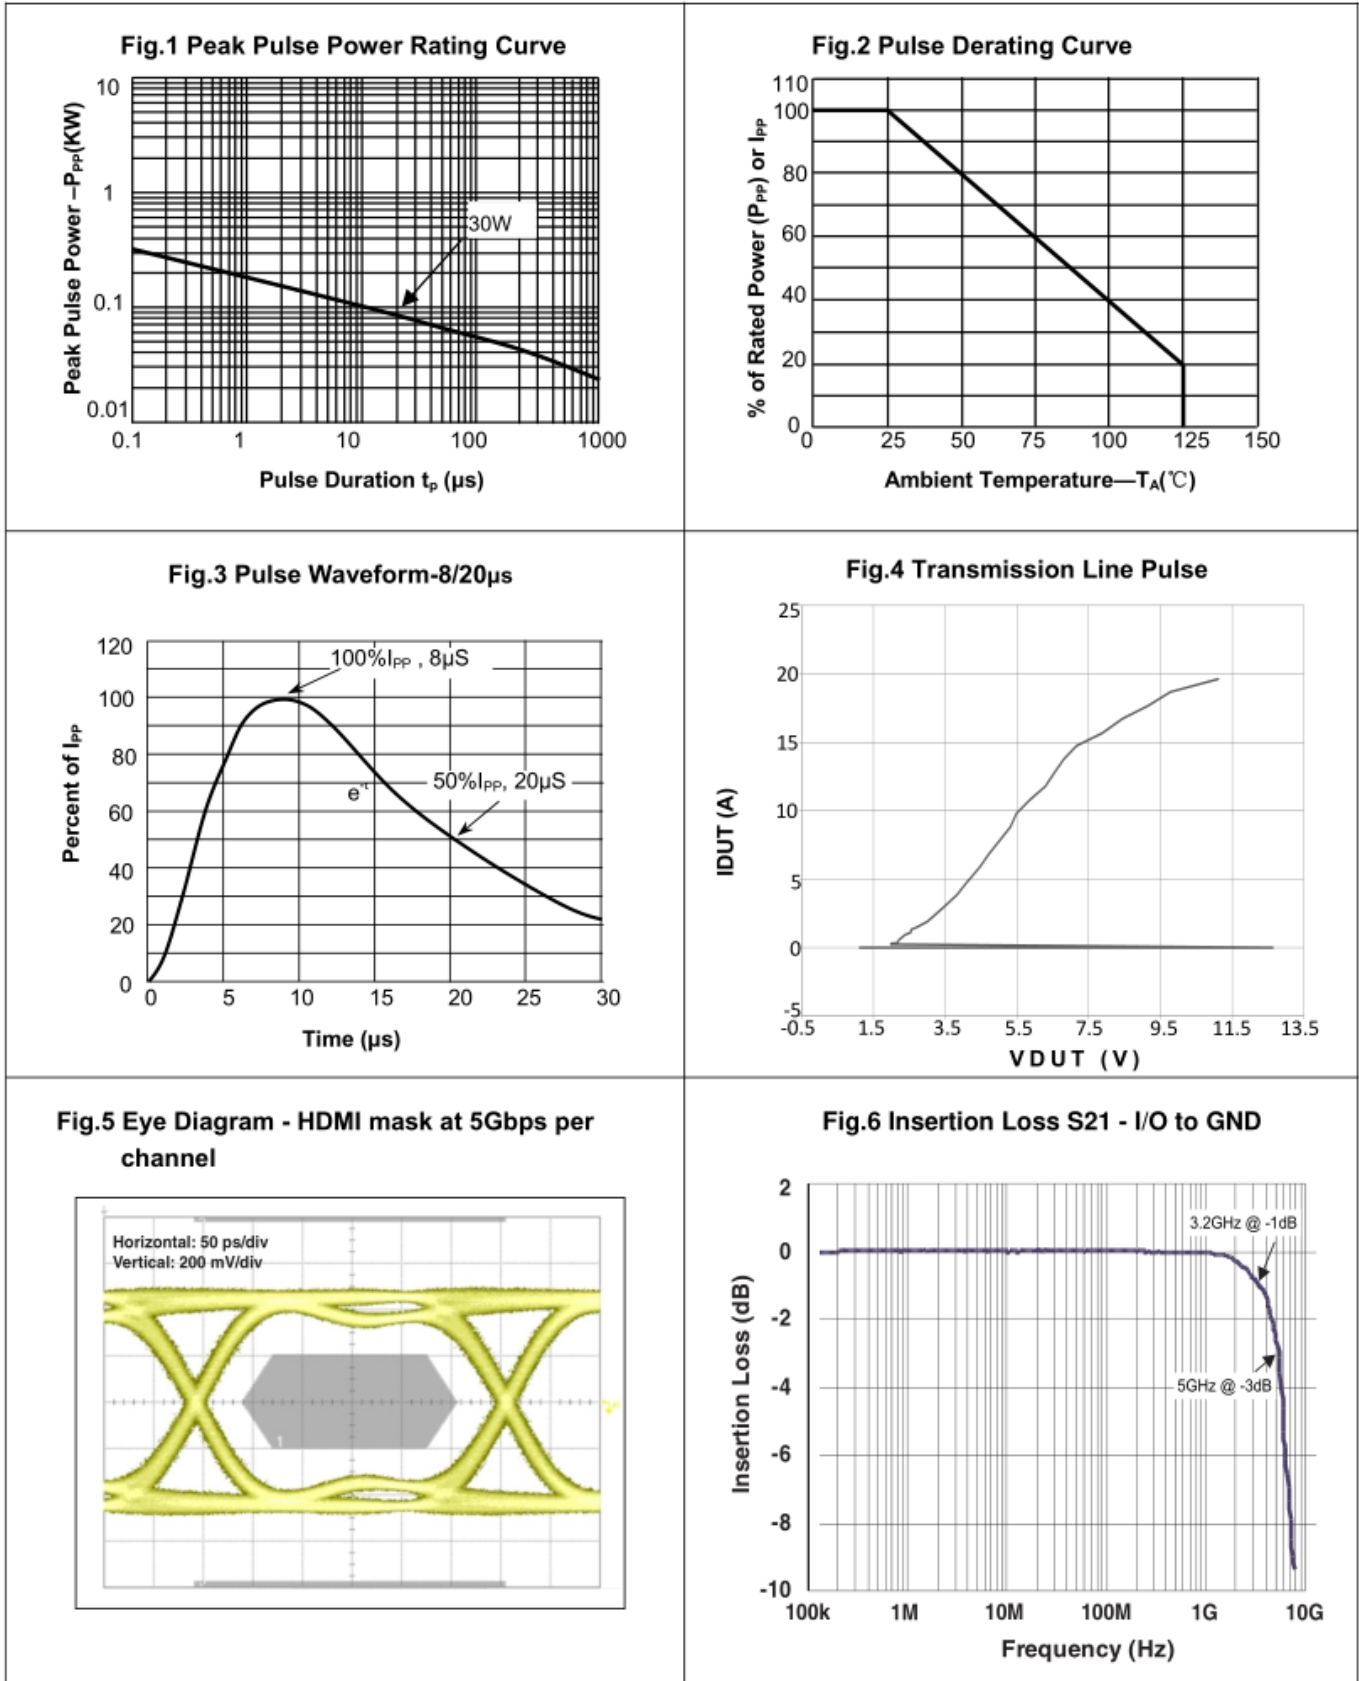 Fig.1 Peak Pulse Power Rating Curve
Peak Pulse Power –PPP(KW)
10
1
0.1
0.01
30W
0.1 1 10 100 1000
Pulse Duration tp (µs)
Fig.2 Pulse Derating Curve
% of Rated Power (PPP) or IPP
110
100
80
60
40
20
0
0 25 50 75 100 125 150
Ambient Temperature—TA(℃)
Fig.3 Pulse Waveform-8/20µs
Percent of IPP
120
100
80
60
40
20
0
100%IPP , 8µS
e-t
50%IPP, 20µS
0 5 10 15 20 25 30
Time (µs)
Fig.4 Transmission Line Pulse
IDUT (A)
25
20
15
10
5
0
-5
-0.5 1.5 3.5 5.5 7.5 9.5 11.5 13.5
VDUT (V)
Fig.5 Eye Diagram - HDMI mask at 5Gbps per
channel
Horizontal: 50 ps/div
Vertical: 200 mV/div
1
Fig.6 Insertion Loss S21 - I/O to GND
Insertion Loss (dB)
2
0
-2
-4
-6
-8
-10
3.2GHz @ -1dB
5GHz @ -3dB
100k 1M 10M 100M 1G 10G
Frequency (Hz)